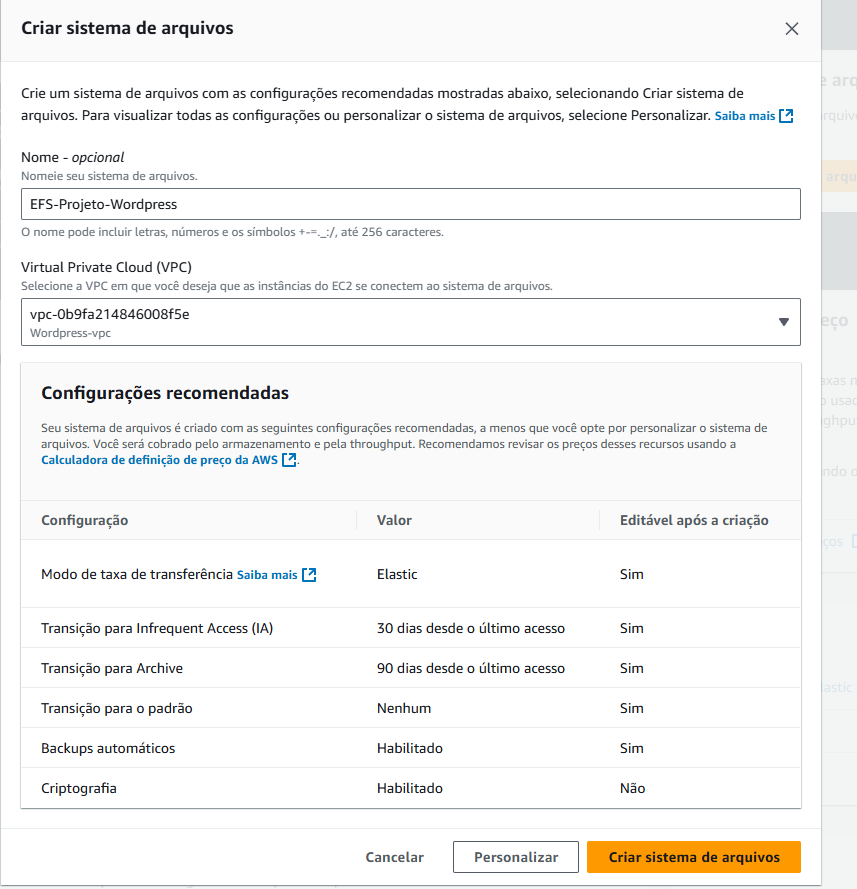 Criar sistema de arquivos
Crie um sistema de arquivos com as configurações recomendadas mostradas abaixo, selecionando Criar sistema de
arquivos. Para visualizar todas as configurações ou personalizar o sistema de arquivos, selecione Personalizar. Saiba mais
Nome - opcional
Nomeie seu sistema de arquivos.
EFS-Projeto-Wordpress
O nome pode incluir letras, números e os símbolos +-=._:/, até 256 caracteres.
Virtual Private Cloud (VPC)
Selecione a VPC em que você deseja que as instâncias do EC2 se conectem ao sistema de arquivos.
vpc-0b9fa214846008f5e
Wordpress-vpc
Configurações recomendadas
Seu sistema de arquivos é criado com as seguintes configurações recomendadas, a menos que você opte por personalizar o sistema de
arquivos. Você será cobrado pelo armazenamento e pela throughput. Recomendamos revisar os preços desses recursos usando a
Calculadora de definição de preço da AWS.
Configuração Valor Editável após a criação
Modo de taxa de transferência Saiba mais Elastic Sim
Transição para Infrequent Access (IA) 30 dias desde o último acesso Sim
Transição para Archive 90 dias desde o último acesso Sim
Transição para o padrão Nenhum Sim
Backups automáticos Habilitado Sim
Criptografia Habilitado Não
Cancelar Personalizar Criar sistema de arquivos